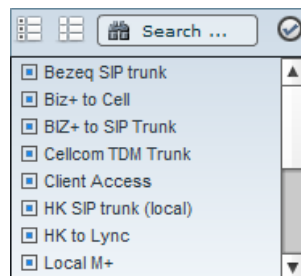 Search ...
Bezeq SIP trunk
Biz+ to Cell
BIZ+ to SIP Trunk
Cellcom TDM Trunk
Client Access
HK SIP trunk (local)
HK to Lync
Local M+